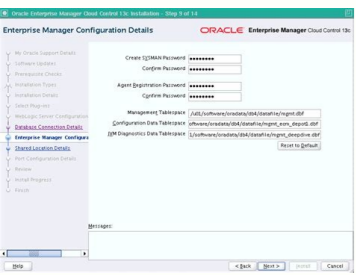 Oracle Enterprise Manager Cloud Control 13c Installation - Step 9 of 14
Enterprise Manager Configuration Details
ORACLE Enterprise Manager Cloud Control 13c
My Oracle Support Details
Software Updates
Prerequisite Checks
Installation Types
Installation Details
Select Plug-ins
WebLogic Server Configuration
Database Connection Details
Enterprise Manager Configura
Shared Location Details
Port Configuration Details
Review
Install Progress
Finish
Create SYSMAN Password
Confirm Password
Agent Registration Password
Confirm Password
Management Tablespace /u01/software/oradata/db4/datafile/mgmt.dbf
Configuration Data Tablespace oftware/oradata/db4/datafile/mgmt_ecm_depot1.dbf
JVM Diagnostics Data Tablespace 1/software/oradata/db4/datafile/mgmt_deepdive.dbf
Reset to Default
Messages:
Help
< Back
Next >
Install
Cancel